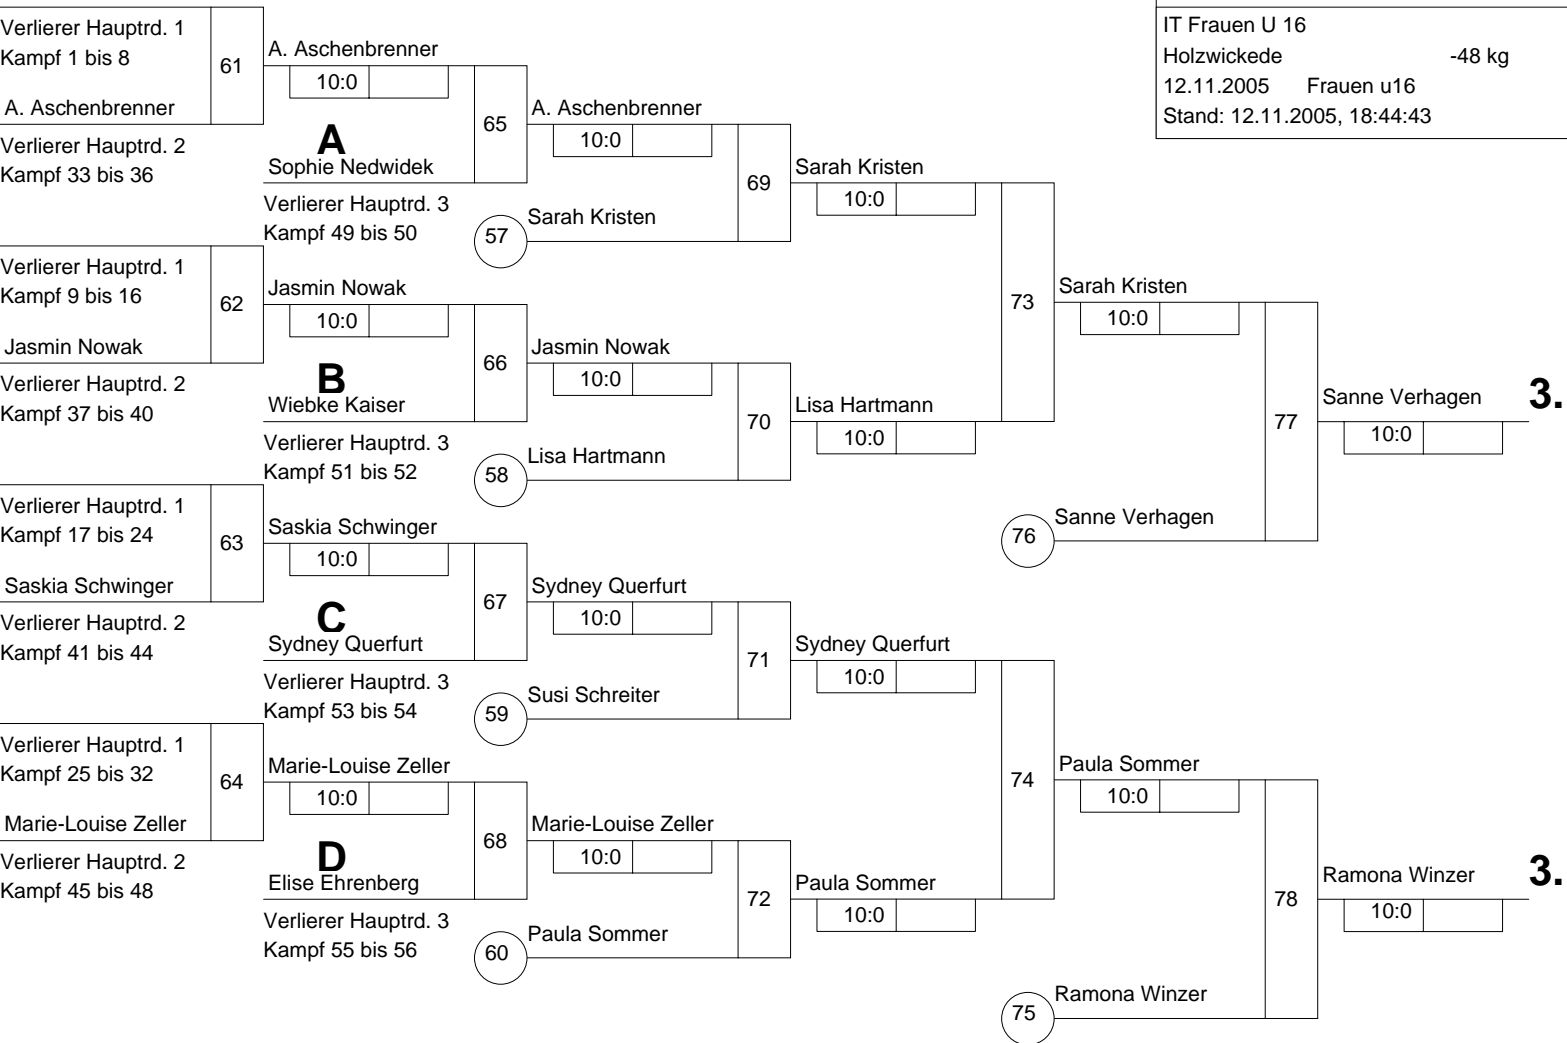 IT Frauen U 16
Holzwickede -48 kg
12.11.2005 Frauen u16
Stand: 12.11.2005, 18:44:43
Verlierer Hauptrd. 1
Kampf 1 bis 8
61
A. Aschenbrenner
Verlierer Hauptrd. 2
Kampf 33 bis 36
Verlierer Hauptrd. 1
Kampf 9 bis 16
62
Jasmin Nowak
Verlierer Hauptrd. 2
Kampf 37 bis 40
Verlierer Hauptrd. 1
Kampf 17 bis 24
63
Saskia Schwinger
Verlierer Hauptrd. 2
Kampf 41 bis 44
Verlierer Hauptrd. 1
Kampf 25 bis 32
64
Marie-Louise Zeller
Verlierer Hauptrd. 2
Kampf 45 bis 48
A. Aschenbrenner
10:0
65
A
Sophie Nedwidek
Verlierer Hauptrd. 3
Kampf 49 bis 50
Jasmin Nowak
10:0
66
B
Wiebke Kaiser
Verlierer Hauptrd. 3
Kampf 51 bis 52
Saskia Schwinger
10:0
67
C
Sydney Querfurt
Verlierer Hauptrd. 3
Kampf 53 bis 54
Marie-Louise Zeller
10:0
68
D
Elise Ehrenberg
Verlierer Hauptrd. 3
Kampf 55 bis 56
A. Aschenbrenner
10:0
69
57
Sarah Kristen
Jasmin Nowak
10:0
70
58
Lisa Hartmann
Sydney Querfurt
10:0
71
59
Susi Schreiter
Marie-Louise Zeller
10:0
72
60
Paula Sommer
Sarah Kristen
10:0
73
Lisa Hartmann
10:0
Sydney Querfurt
10:0
74
Paula Sommer
10:0
Sarah Kristen
10:0
77
76
Sanne Verhagen
Paula Sommer
10:0
78
75
Ramona Winzer
Sanne Verhagen 3.
10:0
Ramona Winzer 3.
10:0